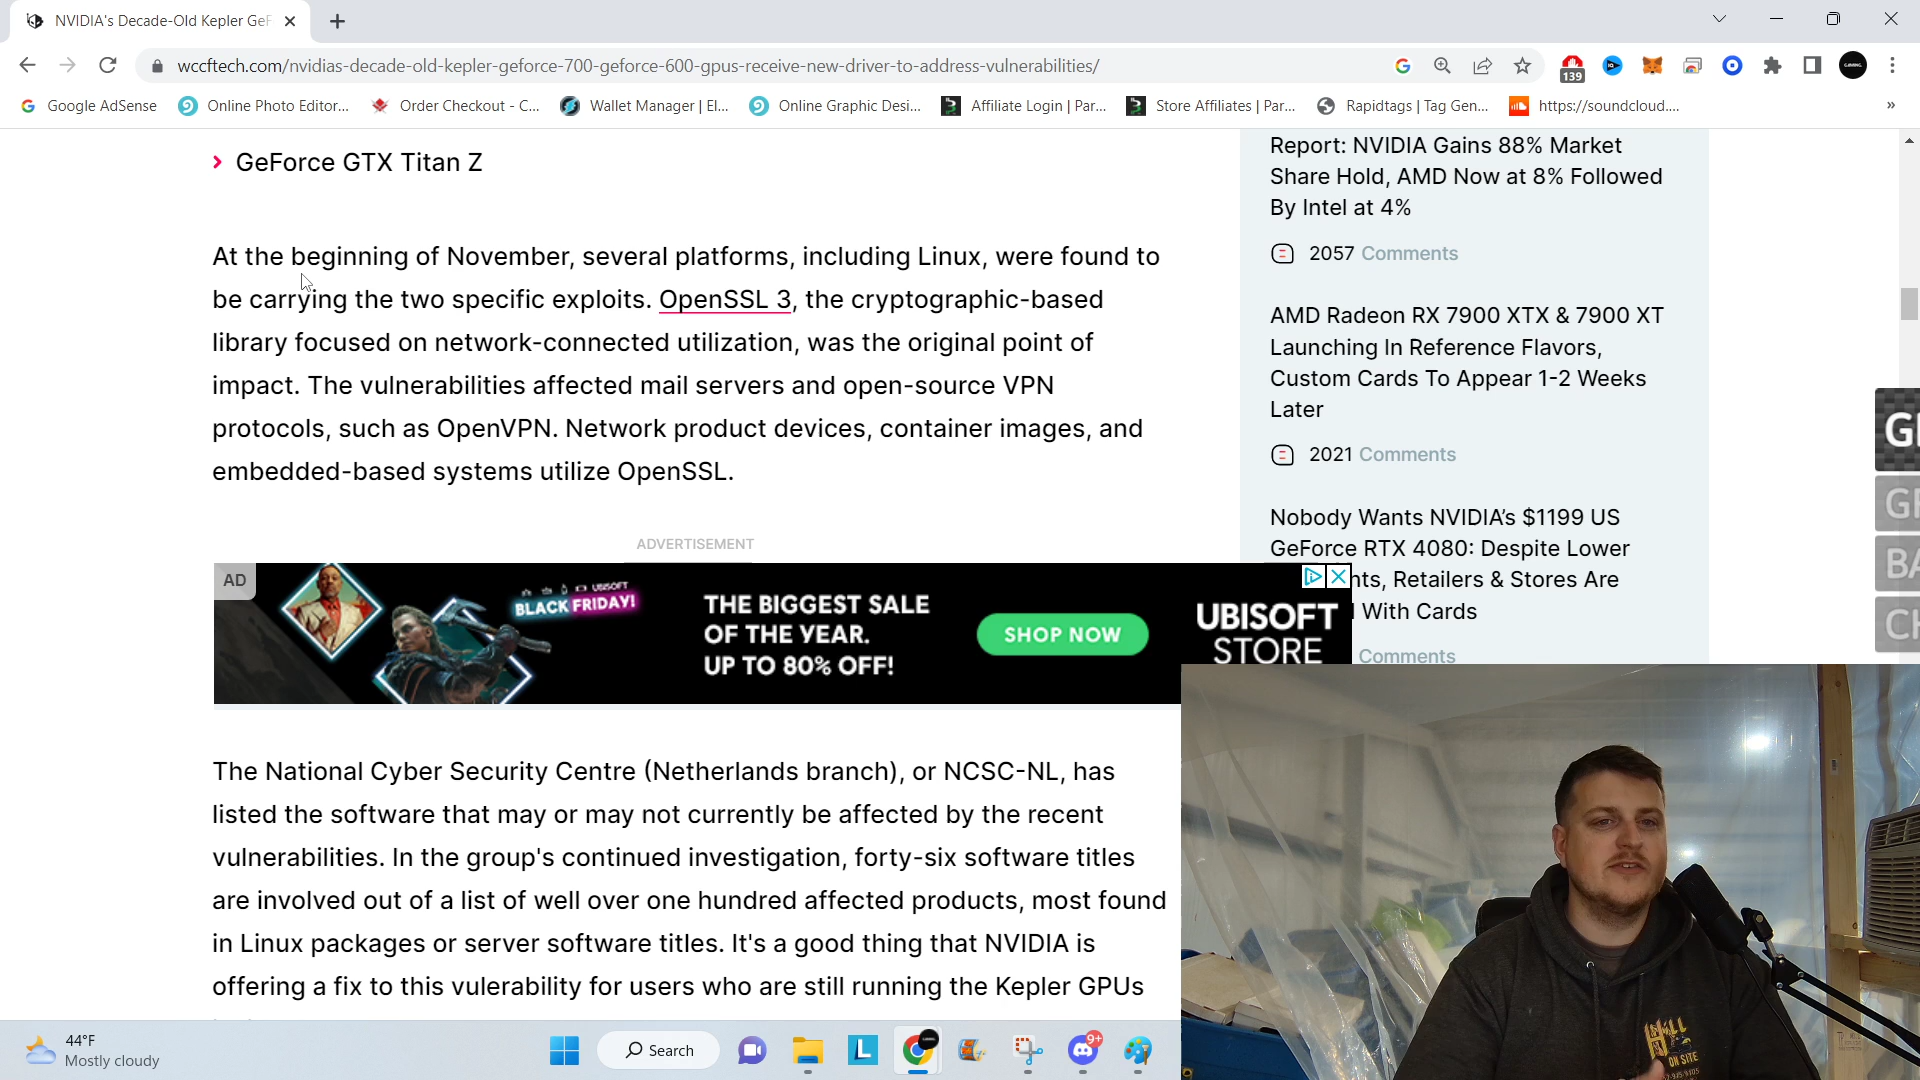 NVIDIA's Decade-Old Kepler GeF
wccftech.com/nvidias-decade-old-kepler-geforce-700-geforce-600-gpus-receive-new-driver-to-address-vulnerabilities/
139
Google AdSense
Online Photo Editor...
Order Checkout - C...
Wallet Manager | El...
Online Graphic Desi...
Affiliate Login | Par...
Store Affiliates | Par...
Rapidtags | Tag Gen...
https://soundcloud....
»
GeForce GTX Titan Z
At the beginning of November, several platforms, including Linux, were found to
be carrying the two specific exploits. OpenSSL 3, the cryptographic-based
library focused on network-connected utilization, was the original point of
impact. The vulnerabilities affected mail servers and open-source VPN
protocols, such as OpenVPN. Network product devices, container images, and
embedded-based systems utilize OpenSSL.
ADVERTISEMENT
AD
UBISOFT
BLACK FRIDAY!
THE BIGGEST SALE
OF THE YEAR.
UP TO 80% OFF!
SHOP NOW
UBISOFT
STORE
The National Cyber Security Centre (Netherlands branch), or NCSC-NL, has
listed the software that may or may not currently be affected by the recent
vulnerabilities. In the group's continued investigation, forty-six software titles
are involved out of a list of well over one hundred affected products, most found
in Linux packages or server software titles. It's a good thing that NVIDIA is
offering a fix to this vulerability for users who are still running the Kepler GPUs
Report: NVIDIA Gains 88% Market
Share Hold, AMD Now at 8% Followed
By Intel at 4%
2057 Comments
AMD Radeon RX 7900 XTX & 7900 XT
Launching In Reference Flavors,
Custom Cards To Appear 1-2 Weeks
Later
2021 Comments
Nobody Wants NVIDIA's $1199 US
GeForce RTX 4080: Despite Lower
nts, Retailers & Stores Are
With Cards
Comments
BA
HILL
ON SITE
44°F
Mostly cloudy
Search
L
9+